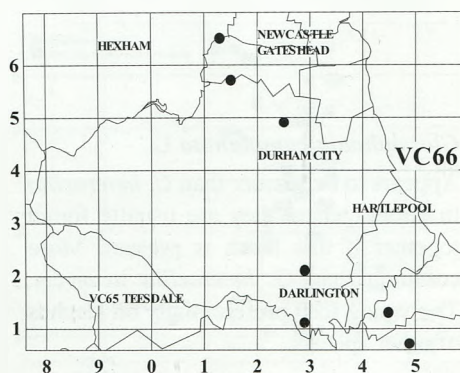 HEXHAM
NEWCASTLE
GATESHEAD
6
5
DURHAM CITY
VC66
4
3
HARTLEPOOL
2
VC65 TEESDALE
DARLINGTON
1
8 9 0 1 2 3 4 5